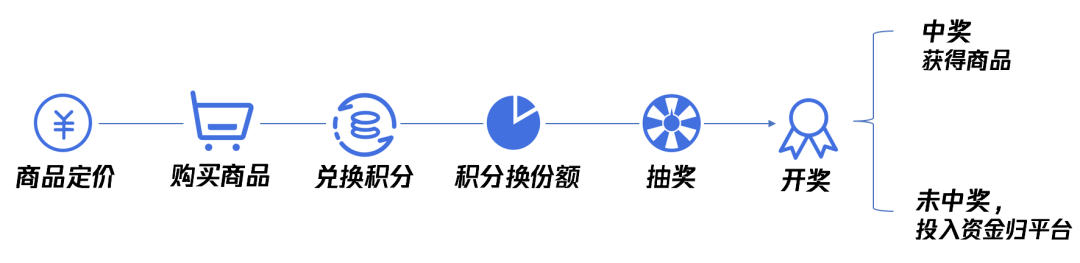 中奖
获得商品
¥
商品定价
购买商品
兑换积分
积分换份额
抽奖
开奖
未中奖，
投入资金归平台